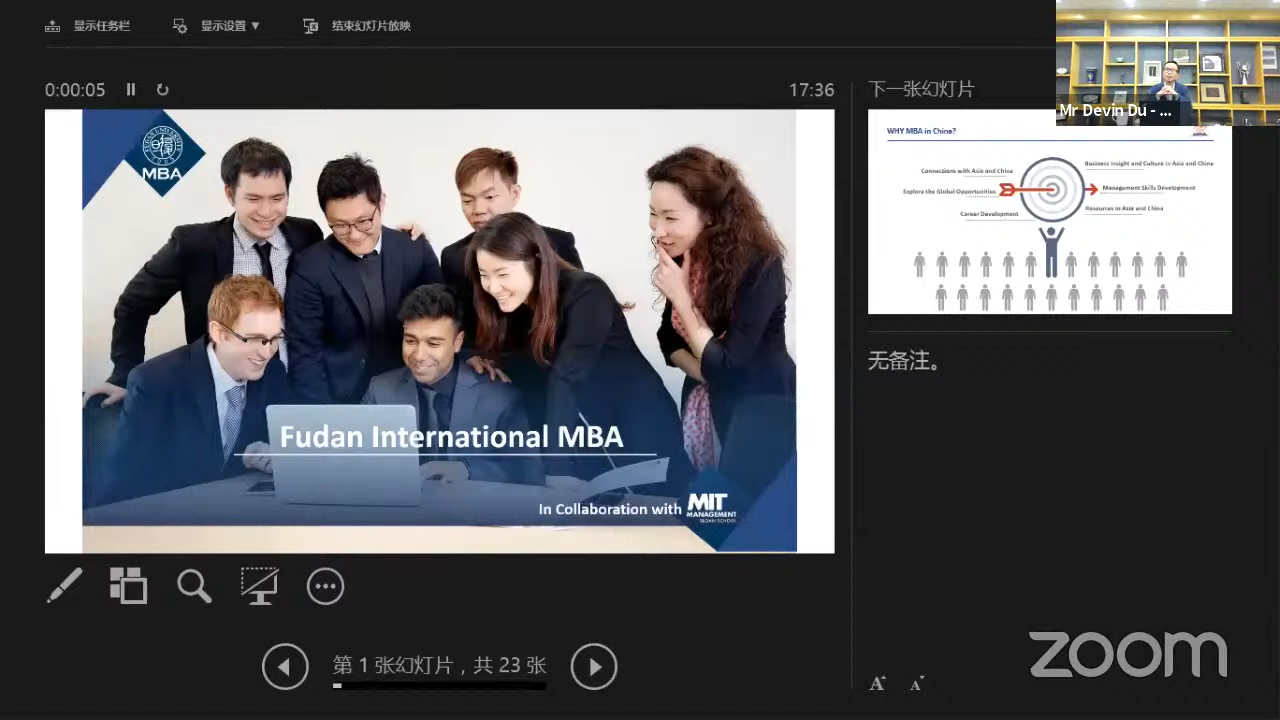 显示任务栏
显示设置 ▼
结束幻灯片放映
0:00:05
17:36
下一张幻灯片
Mr Devin Du - ...
MBA
Fudan International MBA
In Collaboration with MIT
MANAGEMENT
SLOAN SCHOOL
WHY MBA in China?
Connections with Asia and China
Explore the Global Opportunities
Career Development
Business Insight and Culture in Asia and China
Management Skills Development
Resources in Asia and China
无备注。
第 1 张幻灯片，共 23 张
A A
zoom